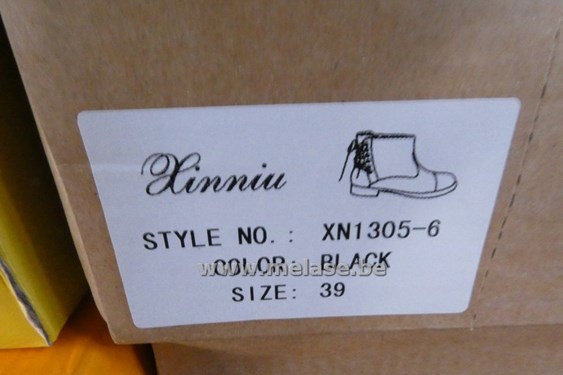 Xinniu
STYLE NO.: XN1305-6
COLOR: BLACK
www.melase.be
SIZE: 39